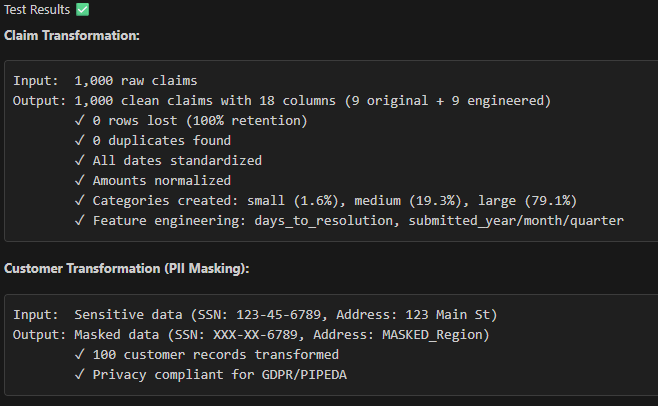 Test Results ✅
Claim Transformation:
Input:  1,000 raw claims
Output: 1,000 clean claims with 18 columns (9 original + 9 engineered)
✓ 0 rows lost (100% retention)
✓ 0 duplicates found
✓ All dates standardized
✓ Amounts normalized
✓ Categories created: small (1.6%), medium (19.3%), large (79.1%)
✓ Feature engineering: days_to_resolution, submitted_year/month/quarter
Customer Transformation (PII Masking):
Input:  Sensitive data (SSN: 123-45-6789, Address: 123 Main St)
Output: Masked data (SSN: XXX-XX-6789, Address: MASKED_Region)
✓ 100 customer records transformed
✓ Privacy compliant for GDPR/PIPEDA